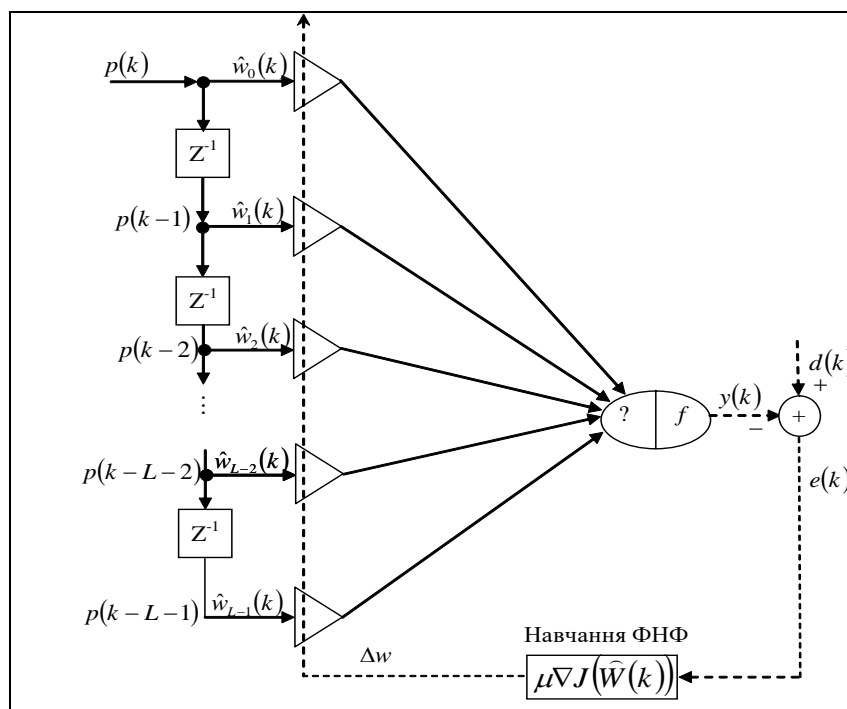 p(k)
ŵ₀(k)
Z⁻¹
p(k−1)
ŵ₁(k)
Z⁻¹
p(k−2)
ŵ₂(k)
⋮
d(k)
+
y(k)
−
? f
+
p(k−L−2)
ŵ_{L−2}(k)
e(k)
Z⁻¹
p(k−L−1)
ŵ_{L−1}(k)
Навчання ФНФ
Δw
μ∇J(Ŵ(k))